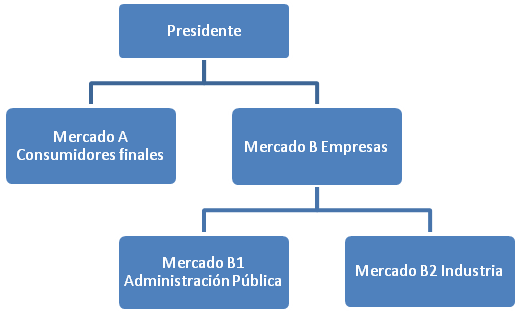 Presidente
Mercado A
Consumidores finales
Mercado B Empresas
Mercado B1
Administración Pública
Mercado B2 Industria